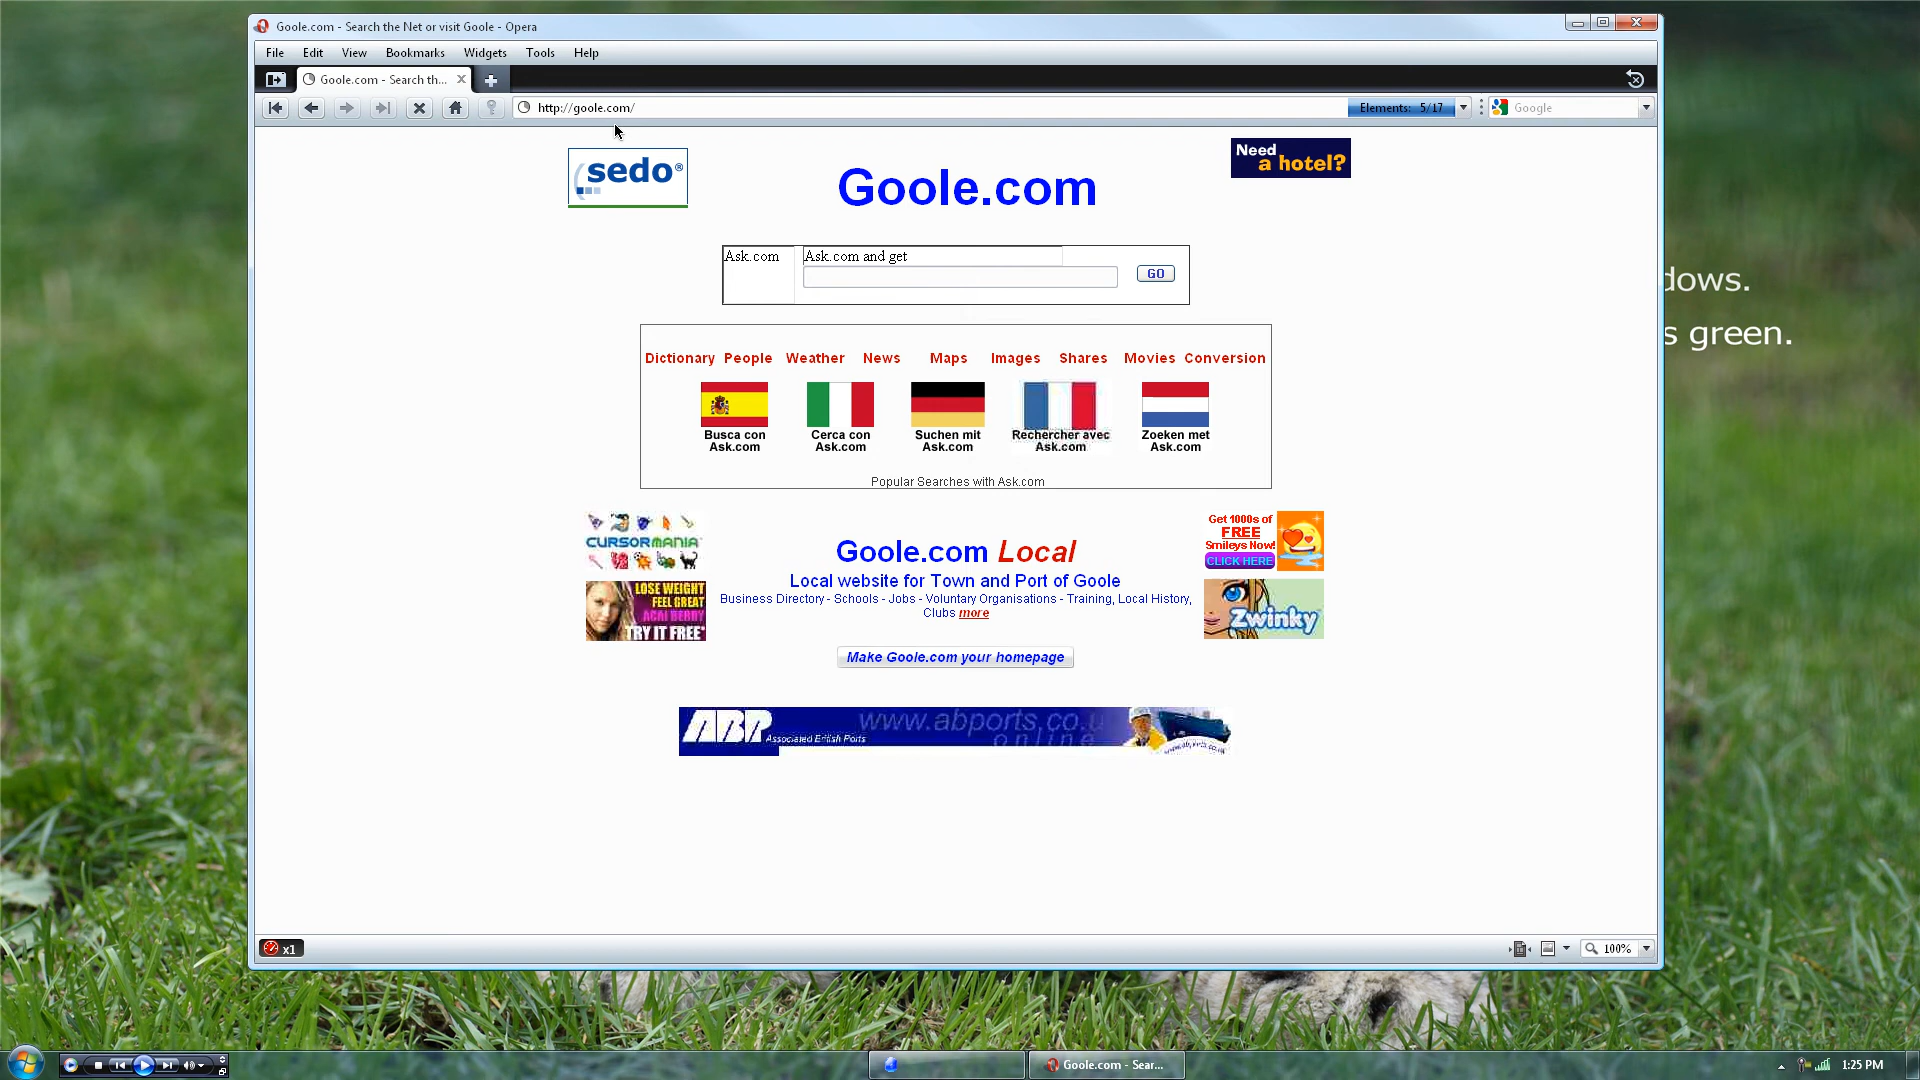 Goole.com - Search the Net or visit Goole - Opera
File Edit View Bookmarks Widgets Tools Help
Goole.com - Search th...
http://goole.com/
Elements: 5/17
Google
sedo®
Goole.com
Need
a hotel?
dows.
s green.
Ask.com
Ask.com and get
GO
Dictionary People Weather News Maps Images Shares Movies Conversion
Busca con
Ask.com
Cerca con
Ask.com
Suchen mit
Ask.com
Rechercher avec
Ask.com
Zoeken met
Ask.com
Popular Searches with Ask.com
CURSORMANIA
Get 1000s of
FREE
Smileys Now!
CLICK HERE
Goole.com Local
Local website for Town and Port of Goole
Business Directory - Schools - Jobs - Voluntary Organisations - Training, Local History,
Clubs more
LOSE WEIGHT
FEEL GREAT
ACAI BERRY
TRY IT FREE*
Zwinky
Make Goole.com your homepage
ABP
Associated British Ports
www.abports.co.u
online
www.abports.co.uk
x1
100%
Goole.com - Sear...
1:25 PM